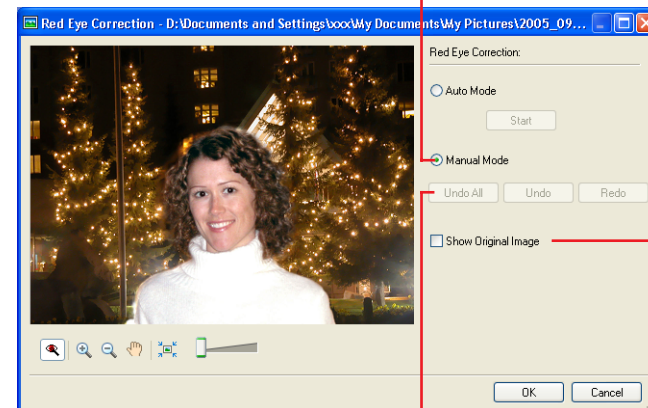 Red Eye Correction - D:\Documents and Settings\xxx\My Documents\My Pictures\2005_09...
Red Eye Correction:
Auto Mode
Start
Manual Mode
Undo All Undo Redo
Show Original Image
OK Cancel